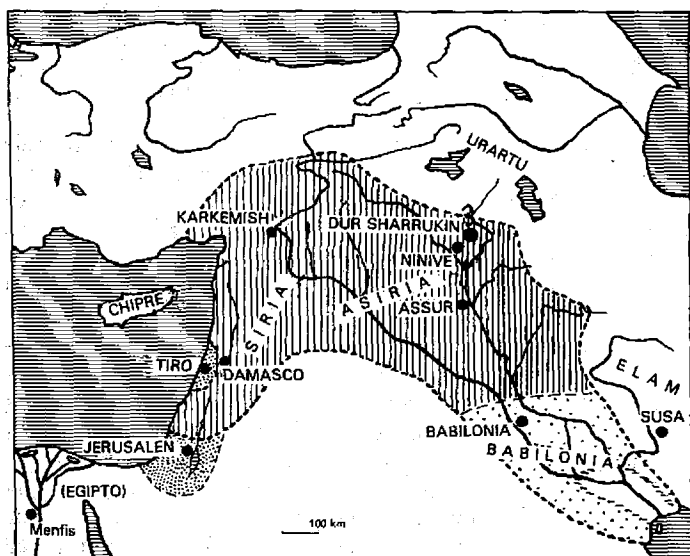 URARTU
KARKEMISH
DUR SHARRUKIN
NINIVE
ASIRIA
SIRIA
ASSUR
CHIPRE
TIRO
DAMASCO
ELAM
SUSA
BABILONIA
BABILONIA
JERUSALEN
(EGIPTO)
Menfis
100 km